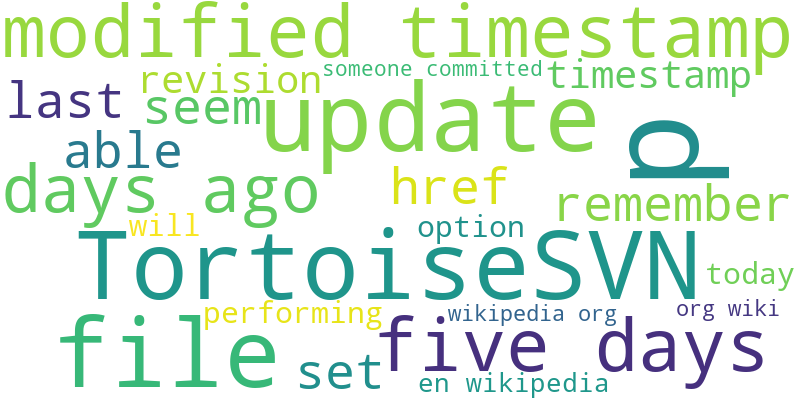 modified timestamp
last revision someone committed timestamp
seem update p
able
days ago href remember
will option
TortoiseSVN today
performing wikipedia org org wiki
file set five days
en wikipedia